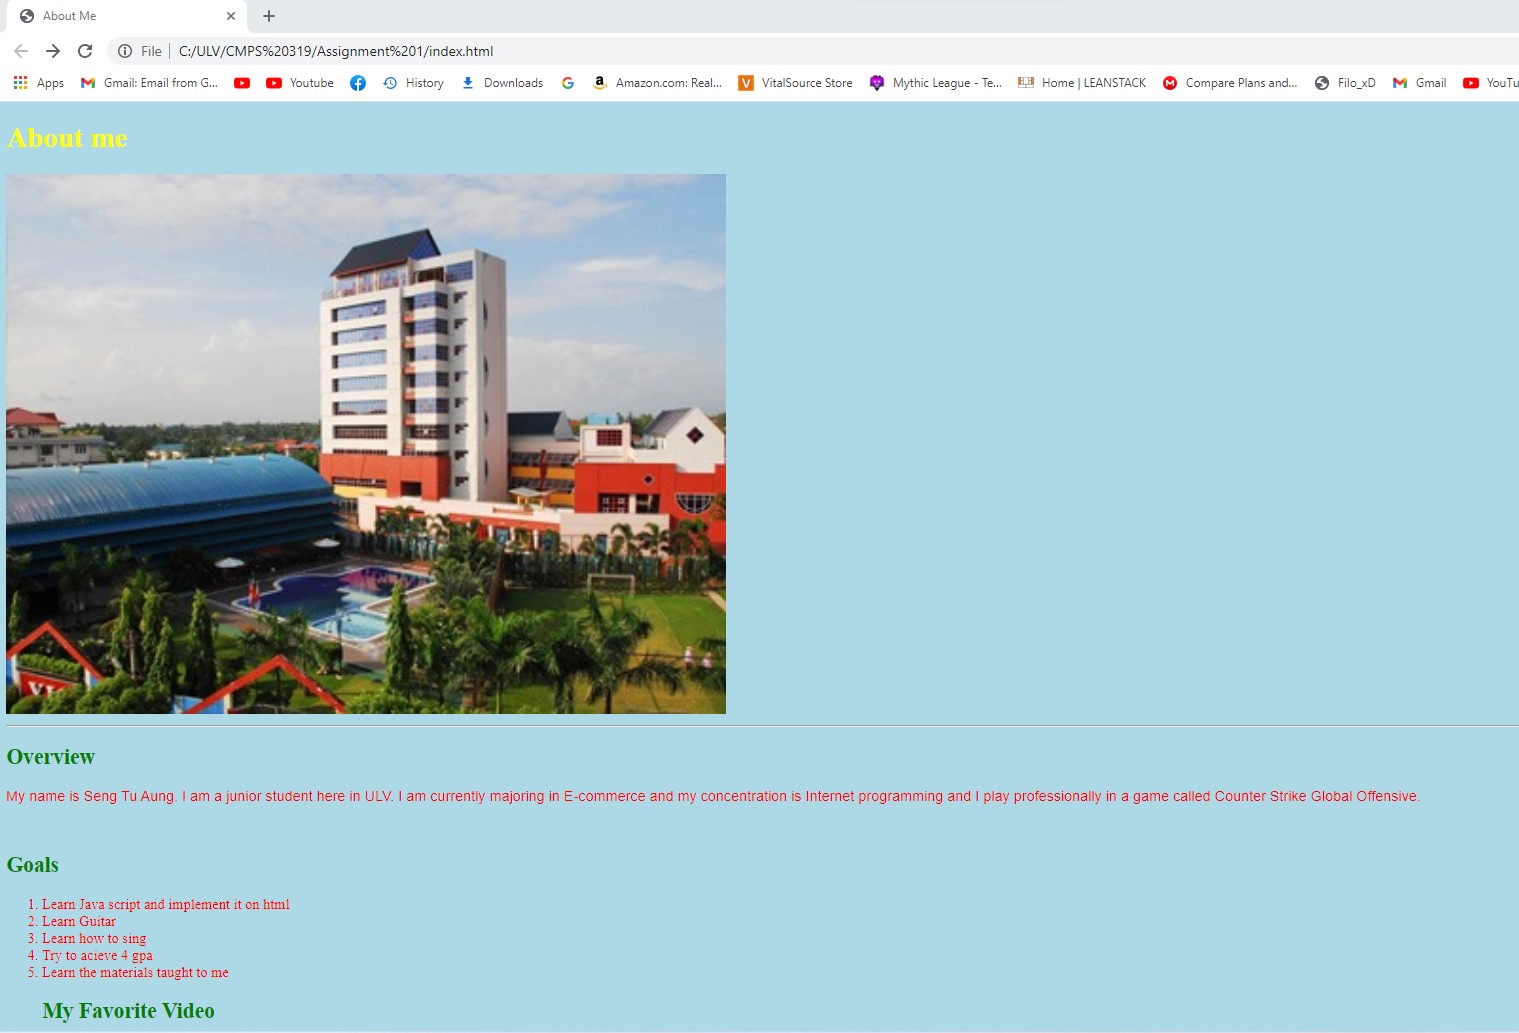 About Me
File C:/ULV/CMPS%20319/Assignment%201/index.html
Apps Gmail: Email from G... Youtube History Downloads Amazon.com: Real... VitalSource Store Mythic League - Te... Home | LEANSTACK Compare Plans and... Filo_xD Gmail YouTu
About me
Overview
My name is Seng Tu Aung. I am a junior student here in ULV. I am currently majoring in E-commerce and my concentration is Internet programming and I play professionally in a game called Counter Strike Global Offensive.
Goals
1. Learn Java script and implement it on html
2. Learn Guitar
3. Learn how to sing
4. Try to acieve 4 gpa
5. Learn the materials taught to me
My Favorite Video